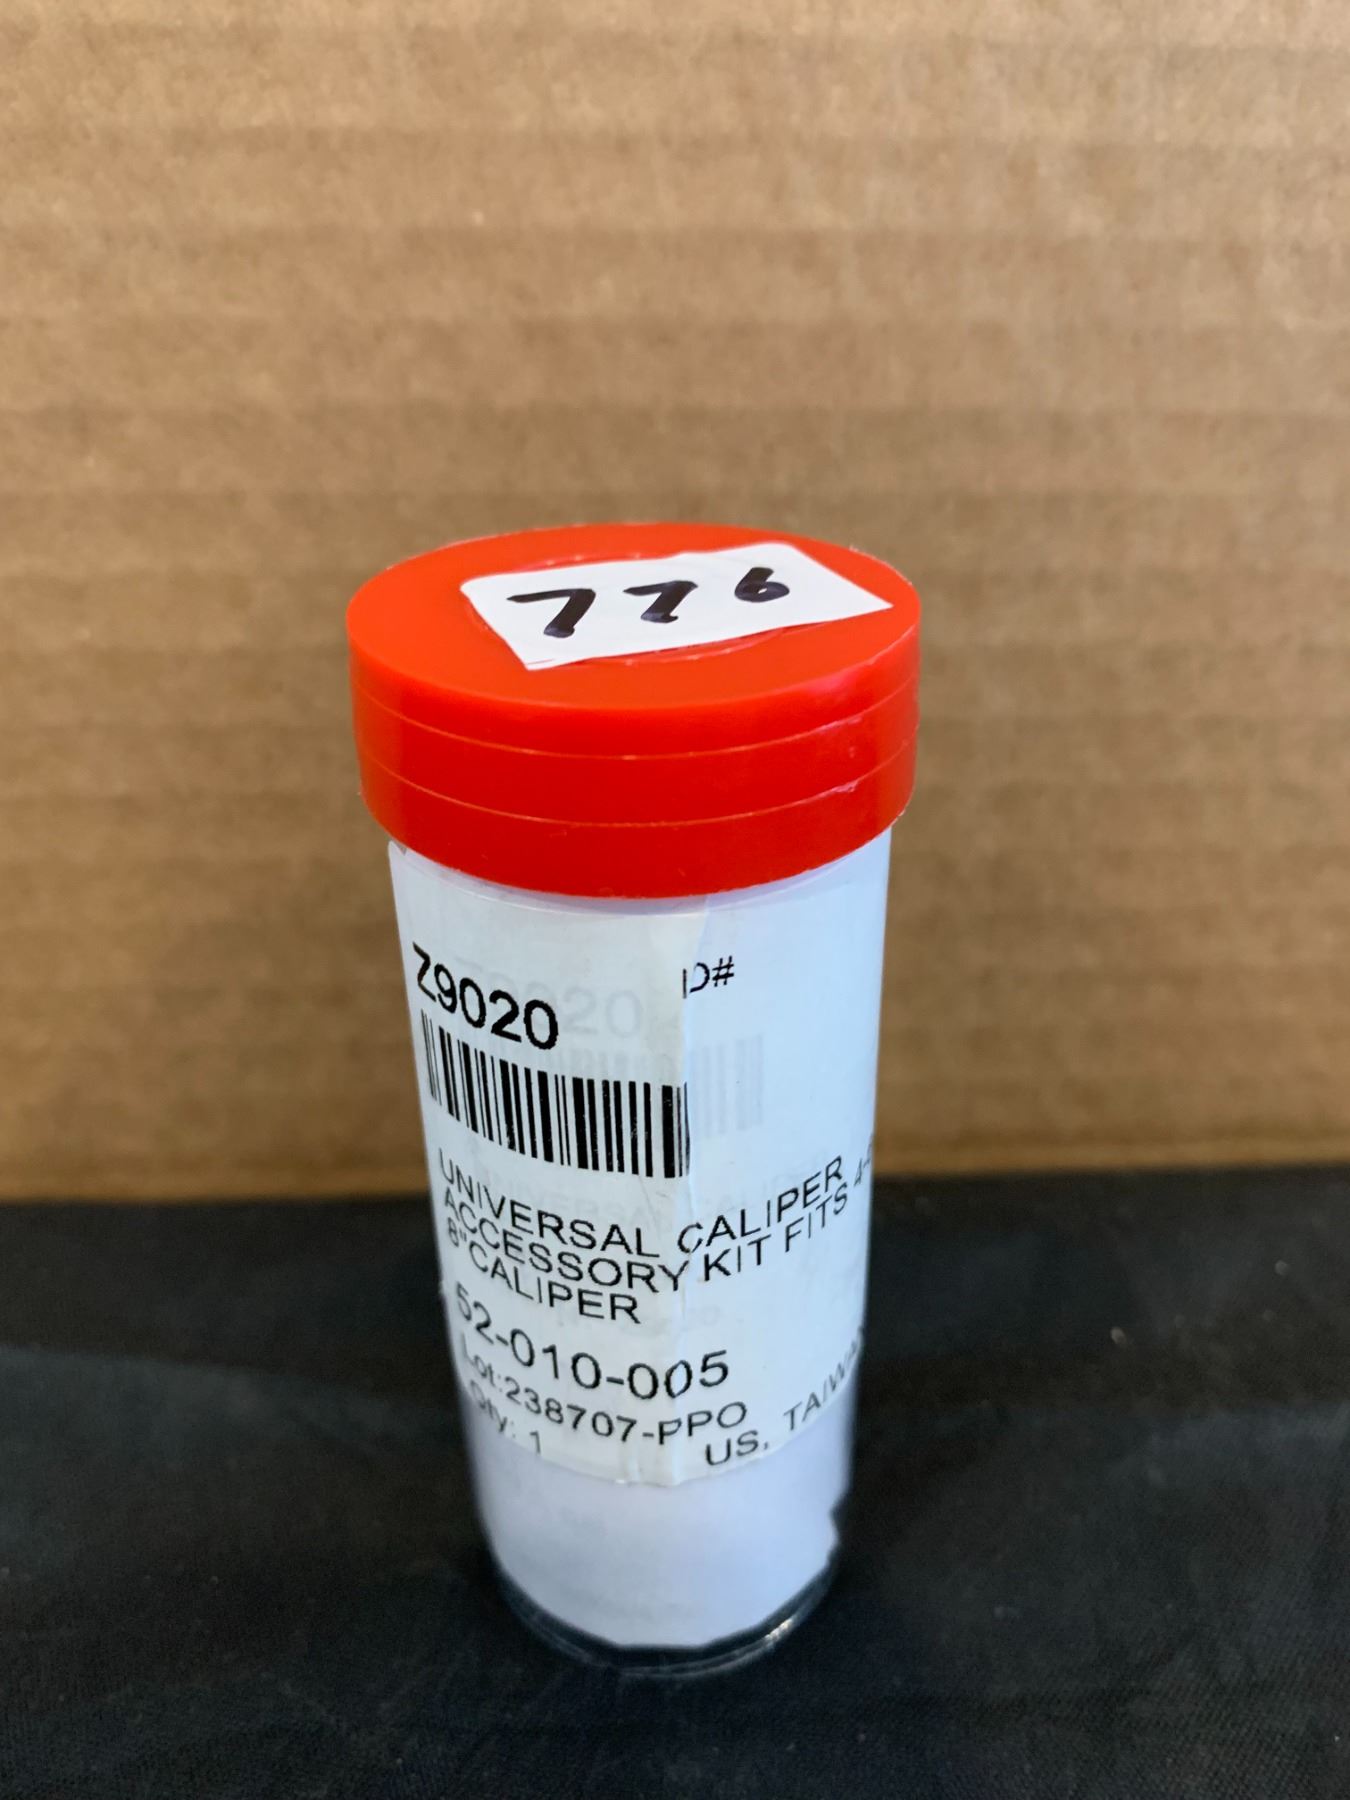 776
Z9020
ID#
UNIVERSAL CALIPER
ACCESSORY KIT FITS
8"CALIPER
52-010-005
Lot:238707-PPO
Qty: 1
US, TAIWA